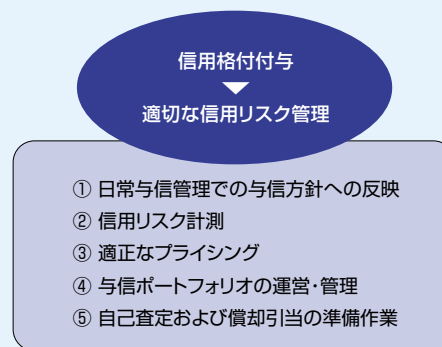 信用格付付与
適切な信用リスク管理
① 日常与信管理での与信方針への反映
② 信用リスク計測
③ 適正なプライシング
④ 与信ポートフォリオの運営・管理
⑤ 自己査定および償却引当の準備作業